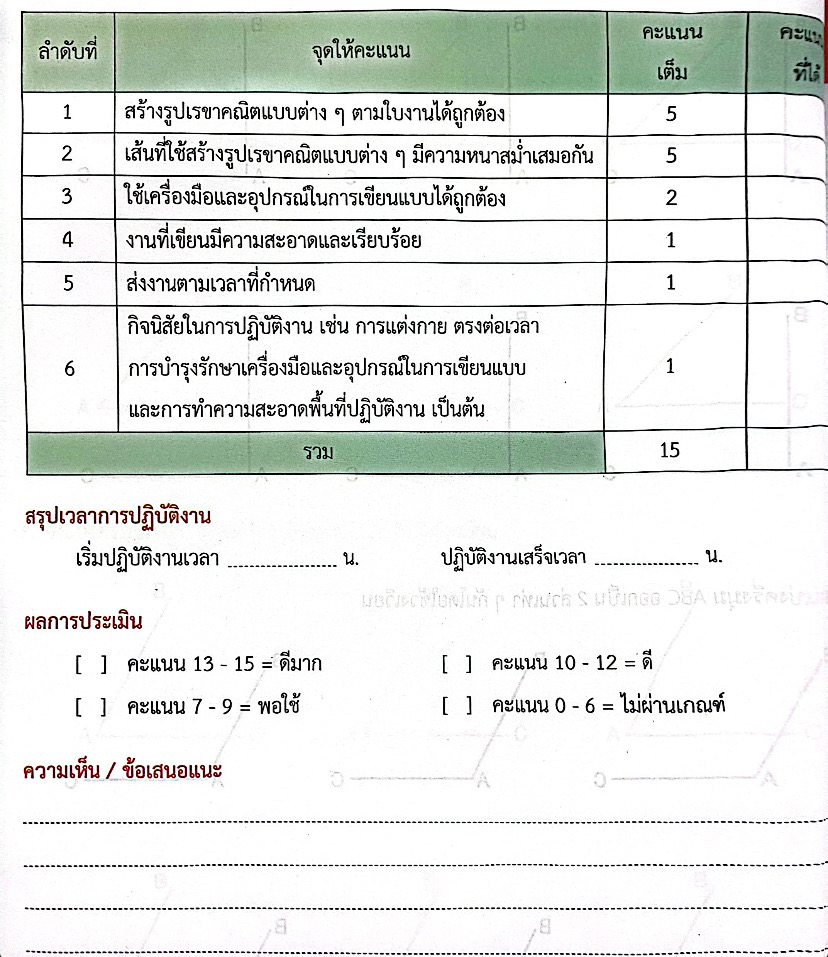 ลำดับที่ จุดให้คะแนน คะแนน
เต็ม ที่ได้
1 สร้างรูปเรขาคณิตแบบต่าง ๆ ตามใบงานได้ถูกต้อง 5
2 เส้นที่ใช้สร้างรูปเรขาคณิตแบบต่าง ๆ มีความหนาสม่ำเสมอกัน 5
3 ใช้เครื่องมือและอุปกรณ์ในการเขียนแบบได้ถูกต้อง 2
4 งานที่เขียนมีความสะอาดและเรียบร้อย 1
5 ส่งงานตามเวลาที่กำหนด 1
กิจนิสัยในการปฏิบัติงาน เช่น การแต่งกาย ตรงต่อเวลา
6 การบำรุงรักษาเครื่องมือและอุปกรณ์ในการเขียนแบบ 1
และการทำความสะอาดพื้นที่ปฏิบัติงาน เป็นต้น
รวม 15
สรุปเวลาการปฏิบัติงาน
เริ่มปฏิบัติงานเวลา .................... น. ปฏิบัติงานเสร็จเวลา .................... น.
ผลการประเมิน
[ ] คะแนน 13 - 15 = ดีมาก [ ] คะแนน 10 - 12 = ดี
[ ] คะแนน 7 - 9 = พอใช้ [ ] คะแนน 0 - 6 = ไม่ผ่านเกณฑ์
ความเห็น / ข้อเสนอแนะ